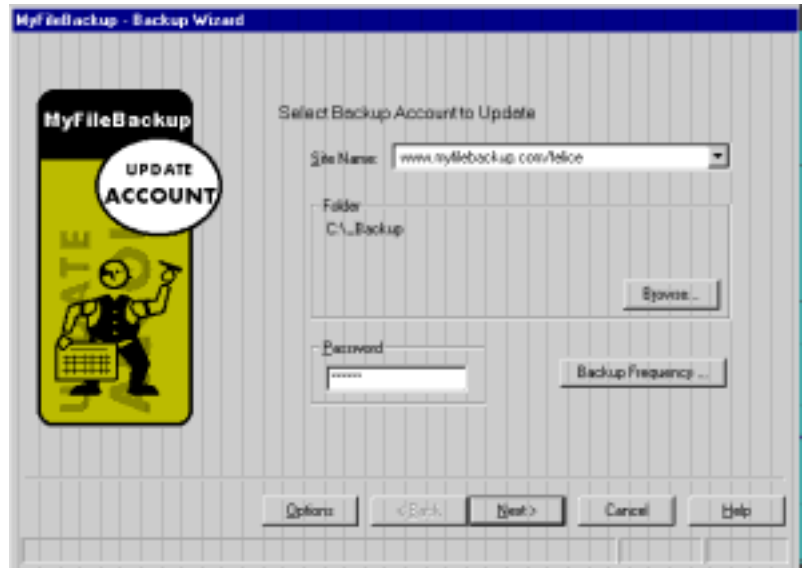 MyFileBackup - Backup Wizard
MyFileBackup
UPDATE
ACCOUNT
Select Backup Account to Update
Site Name: www.myfilebackup.com/felice
Folder
C:\_Backup
Browse...
Password
******
Backup Frequency ...
Options
<Back
Next>
Cancel
Help